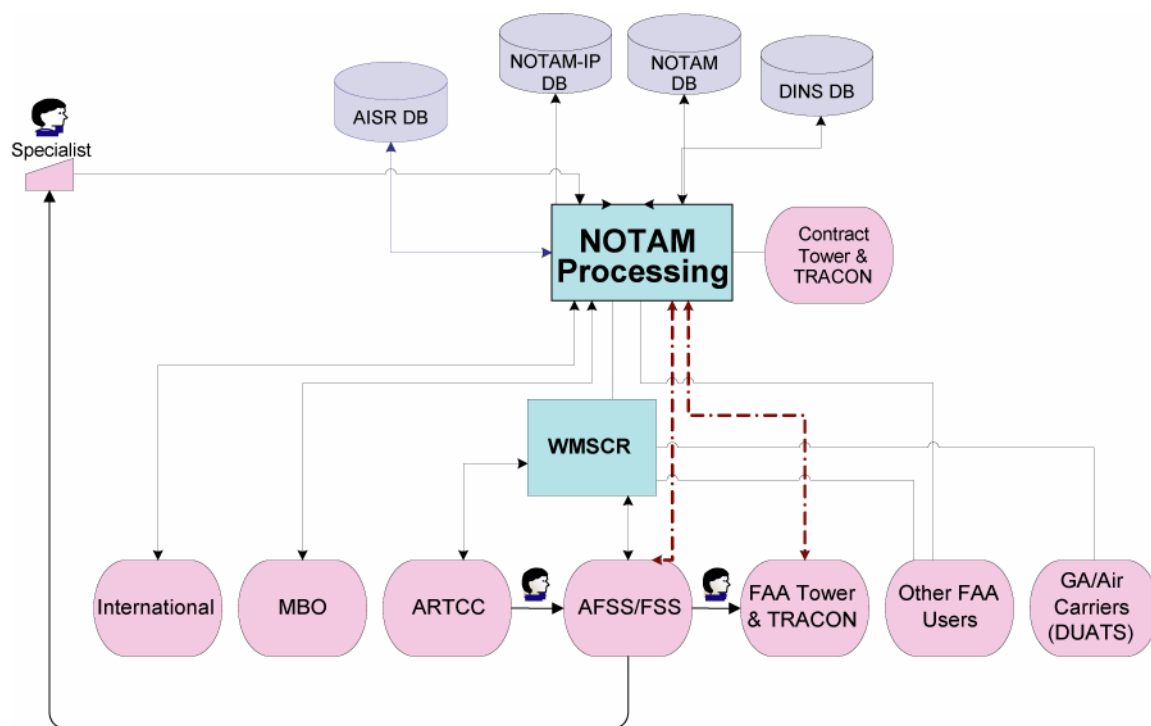 NOTAM-IP
DB
NOTAM
DB
DINS DB
AISR DB
Specialist
NOTAM
Processing
Contract
Tower &
TRACON
WMSCR
International
MBO
ARTCC
AFSS/FSS
FAA Tower
& TRACON
Other FAA
Users
GA/Air
Carriers
(DUATS)